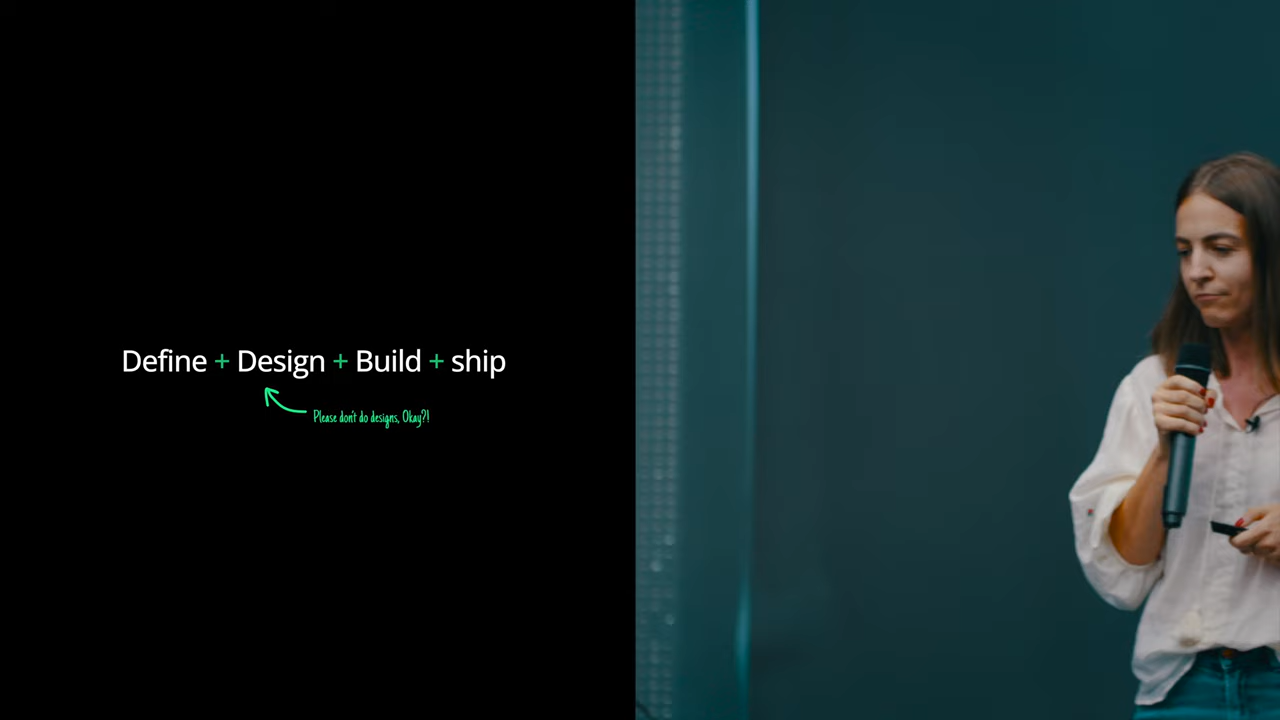 Define + Design + Build + ship
Please don't do designs, Okay?!